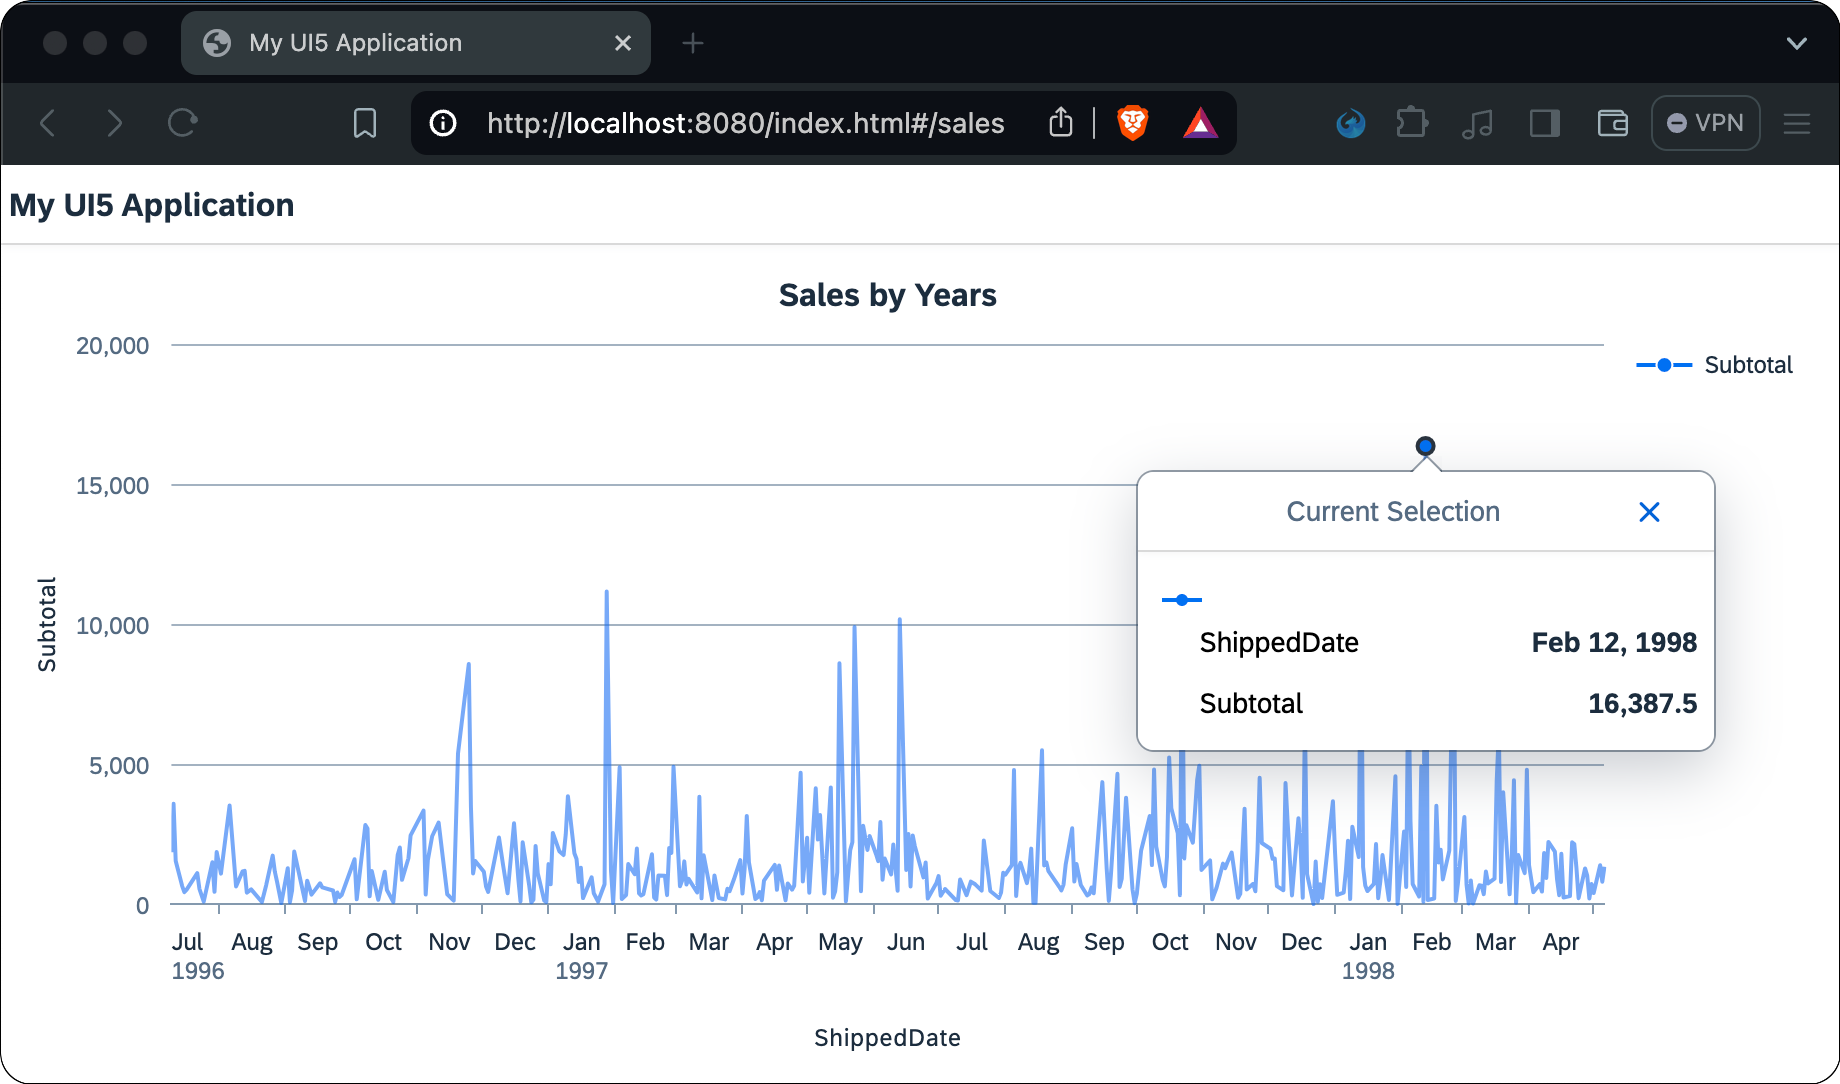 My UI5 Application
http://localhost:8080/index.html#/sales
VPN
My UI5 Application
Sales by Years
20,000
Subtotal
15,000
Current Selection
Subtotal
10,000
ShippedDate Feb 12, 1998
Subtotal 16,387.5
5,000
0
Jul Aug Sep Oct Nov Dec Jan Feb Mar Apr May Jun Jul Aug Sep Oct Nov Dec Jan Feb Mar Apr
1996 1997 1998
ShippedDate